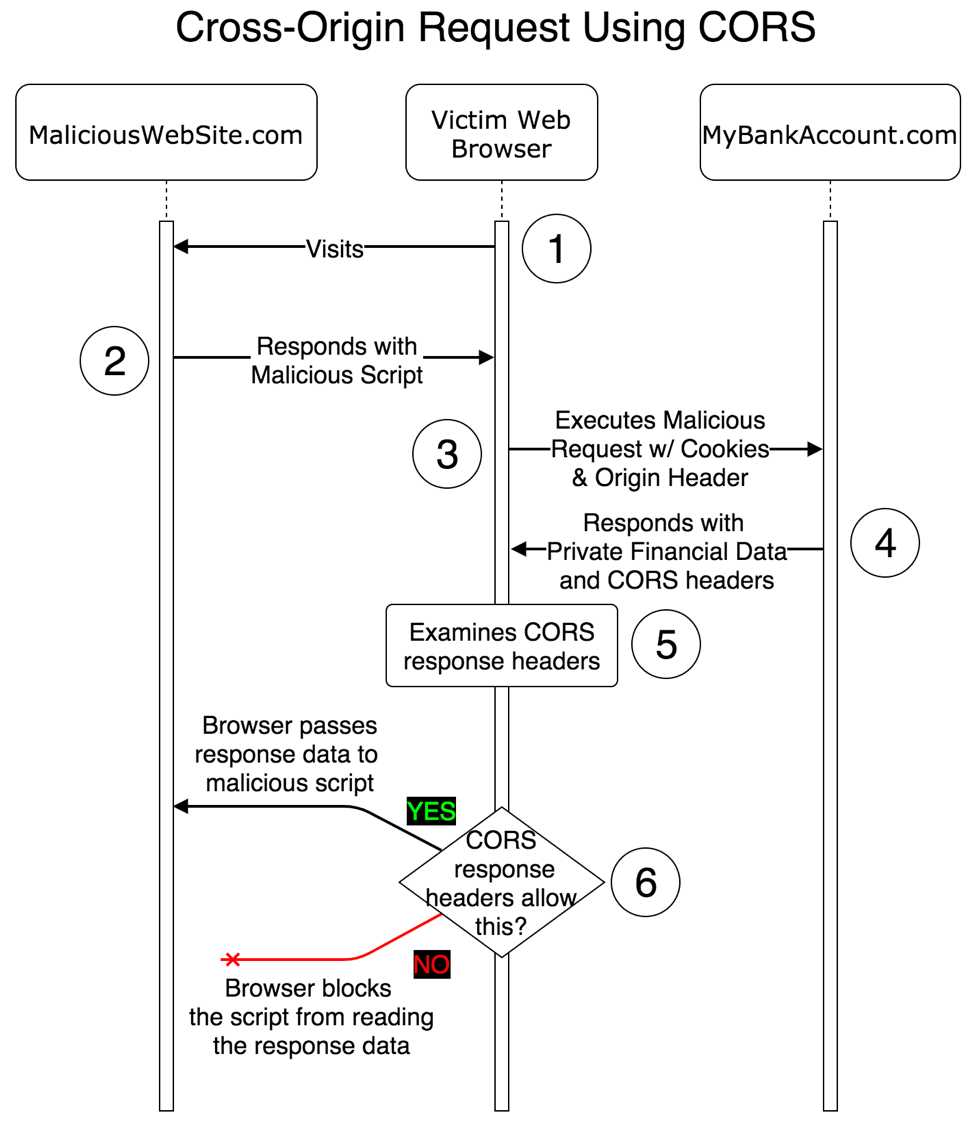 Cross-Origin Request Using CORS
MaliciousWebSite.com
Victim Web
Browser
MyBankAccount.com
Visits
1
2
Responds with
Malicious Script
3
Executes Malicious
Request w/ Cookies
& Origin Header
Responds with
Private Financial Data
and CORS headers
4
Examines CORS
response headers
5
Browser passes
response data to
malicious script
YES
CORS
response
headers allow
this?
6
NO
Browser blocks
the script from reading
the response data